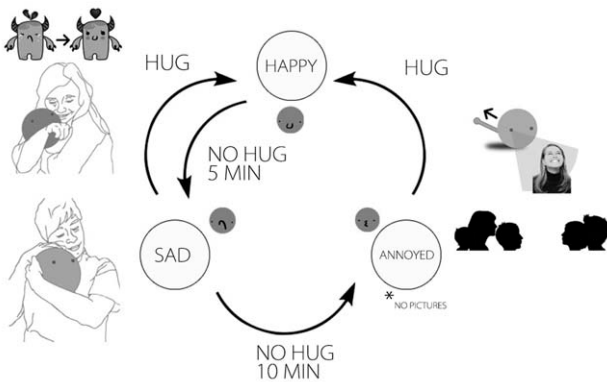 HUG
HAPPY
HUG
NO HUG
5 MIN
SAD
ANNOYED
* NO PICTURES
NO HUG
10 MIN